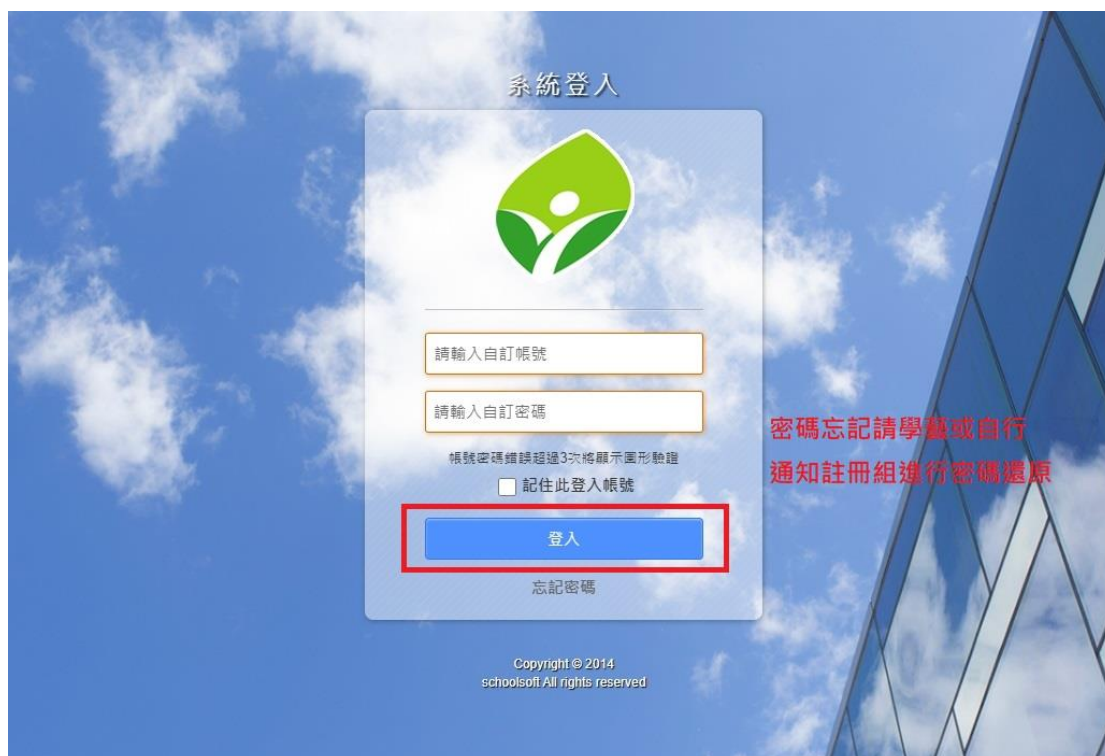 系統登入
請輸入自訂帳號
請輸入自訂密碼
帳號密碼錯誤超過3次將顯示圖形驗證
記住此登入帳號
登入
忘記密碼
密碼忘記請學藝或自行
通知註冊組進行密碼還原
Copyright © 2014
schoolsoft All rights reserved